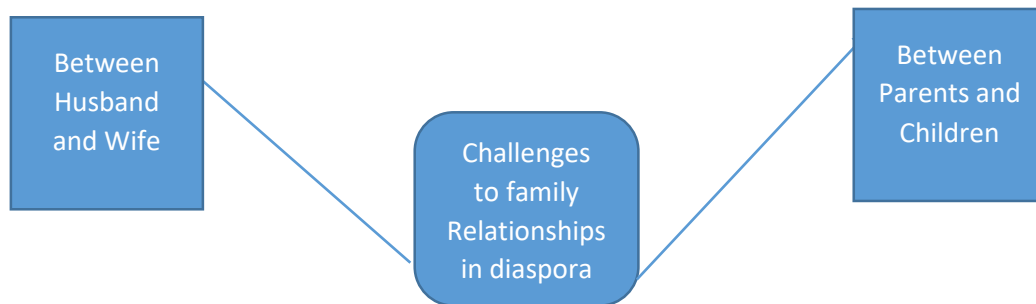 Between
Husband
and Wife
Challenges
to family
Relationships
in diaspora
Between
Parents and
Children